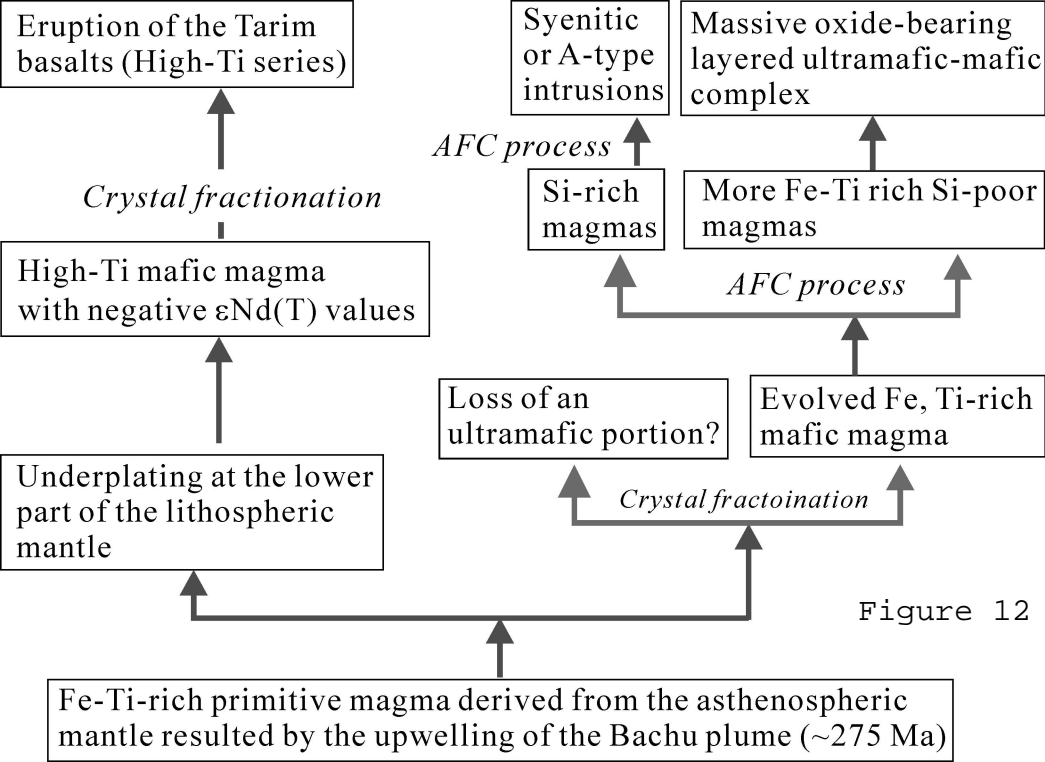 Eruption of the Tarim
basalts (High-Ti series)
Syenitic
or A-type
intrusions
Massive oxide-bearing
layered ultramafic-mafic
complex
AFC process
Crystal fractionation
Si-rich
magmas
More Fe-Ti rich Si-poor
magmas
High-Ti mafic magma
with negative εNd(T) values
AFC process
Loss of an
ultramafic portion?
Evolved Fe, Ti-rich
mafic magma
Underplating at the lower
part of the lithospheric
mantle
Crystal fractoination
Figure 12
Fe-Ti-rich primitive magma derived from the asthenospheric
mantle resulted by the upwelling of the Bachu plume (~275 Ma)